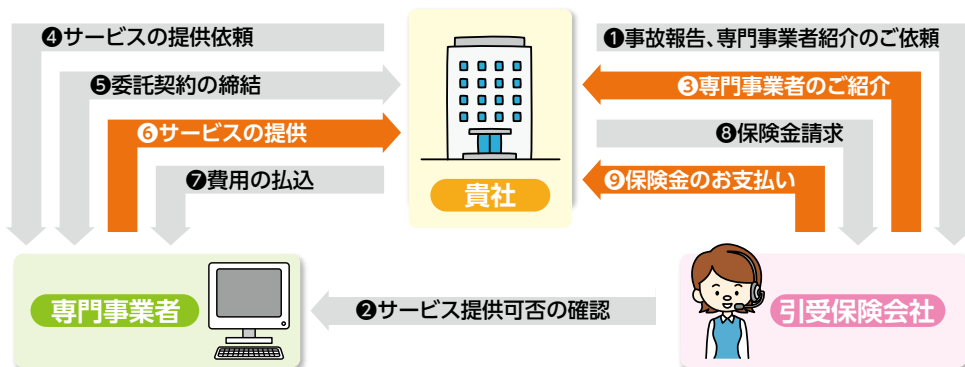 ❹サービスの提供依頼
❶事故報告、専門事業者紹介のご依頼
❺委託契約の締結
❸専門事業者のご紹介
❻サービスの提供
❽保険金請求
❼費用の払込
❾保険金のお支払い
貴社
専門事業者
❷サービス提供可否の確認
引受保険会社